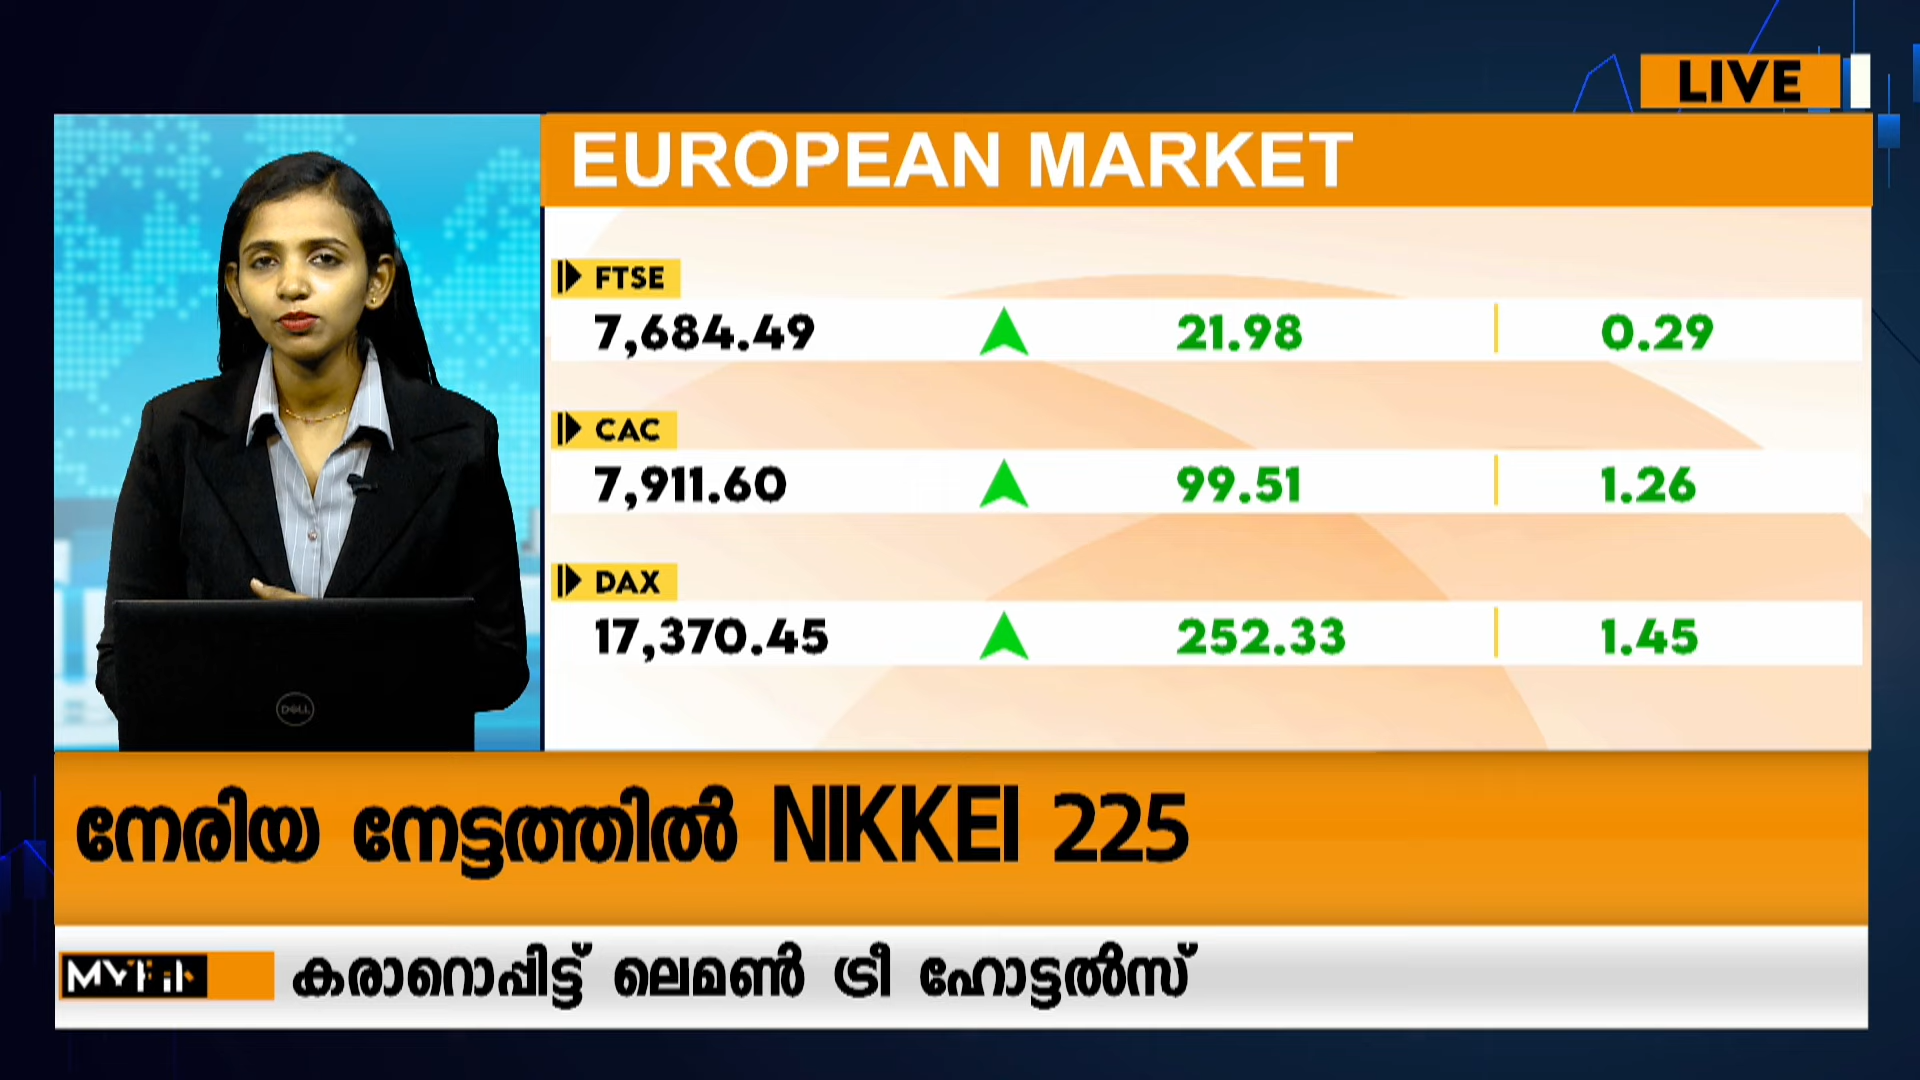 LIVE
EUROPEAN MARKET
FTSE
7,684.49 21.98 0.29
CAC
7,911.60 99.51 1.26
DAX
17,370.45 252.33 1.45
DELL
നേരിയ നേട്ടത്തിൽ NIKKEI 225
കരാറൊപ്പിട്ട് ലെമൺ ട്രീ ഹോട്ടൽസ്